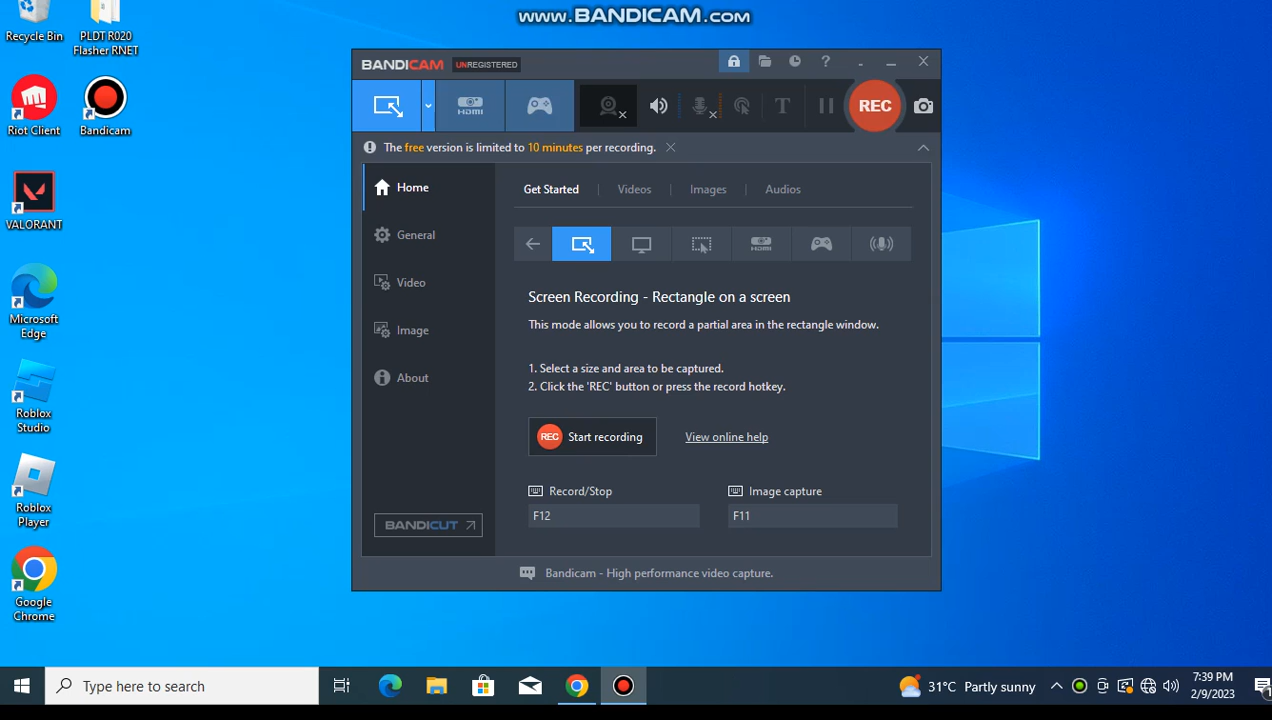 www.BANDICAM.com
Recycle Bin
PLDT R020
Flasher RNET
Riot Client
Bandicam
VALORANT
Microsoft
Edge
Roblox
Studio
Roblox
Player
Google
Chrome
BANDICAM UNREGISTERED
?
HDMI
T
REC
The free version is limited to 10 minutes per recording.
Home
General
Video
Image
About
BANDICUT
Get Started
Videos
Images
Audios
HDMI
Screen Recording - Rectangle on a screen
This mode allows you to record a partial area in the rectangle window.
1. Select a size and area to be captured.
2. Click the 'REC' button or press the record hotkey.
REC Start recording
View online help
Record/Stop
Image capture
F12
F11
Bandicam - High performance video capture.
Type here to search
31°C Partly sunny
7:39 PM
2/9/2023
1